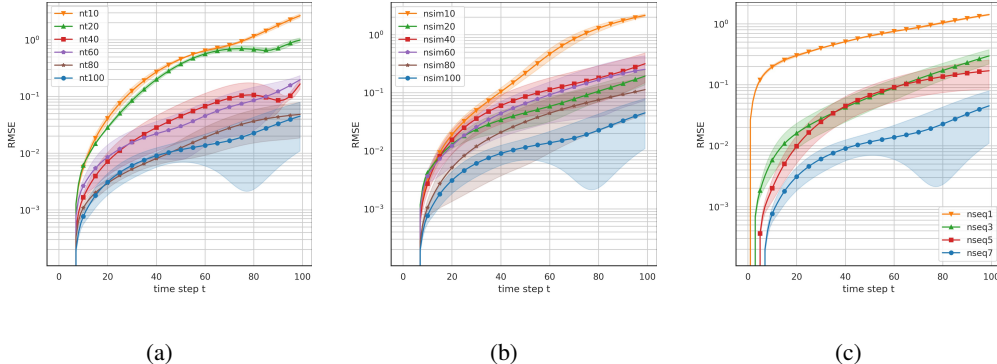 nt10
nt20
nt40
nt60
nt80
nt100
10⁰
10⁻¹
10⁻²
10⁻³
RMSE
0 20 40 60 80 100
time step t
(a)
nsim10
nsim20
nsim40
nsim60
nsim80
nsim100
10⁰
10⁻¹
10⁻²
10⁻³
RMSE
0 20 40 60 80 100
time step t
(b)
10⁰
10⁻¹
10⁻²
10⁻³
RMSE
nseq1
nseq3
nseq5
nseq7
0 20 40 60 80 100
time step t
(c)